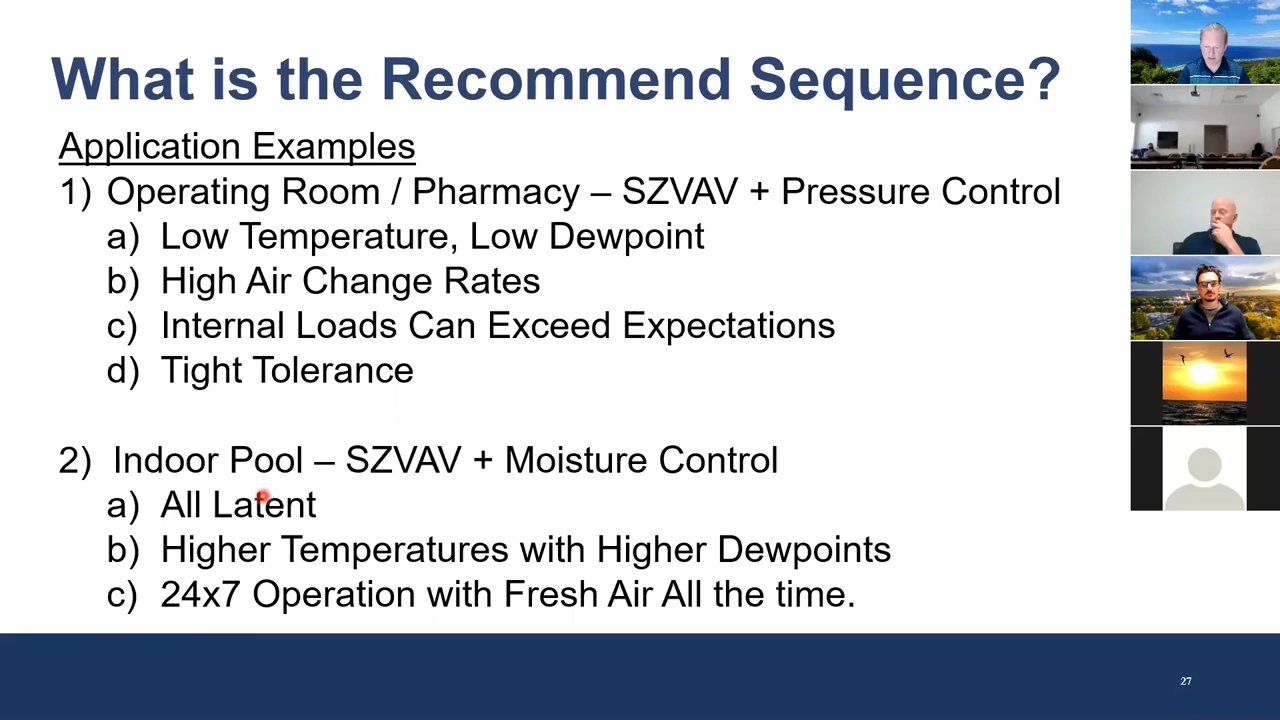 What is the Recommend Sequence?
Application Examples
1) Operating Room / Pharmacy – SZVAV + Pressure Control
a) Low Temperature, Low Dewpoint
b) High Air Change Rates
c) Internal Loads Can Exceed Expectations
d) Tight Tolerance
2) Indoor Pool – SZVAV + Moisture Control
a) All Latent
b) Higher Temperatures with Higher Dewpoints
c) 24x7 Operation with Fresh Air All the time.
27